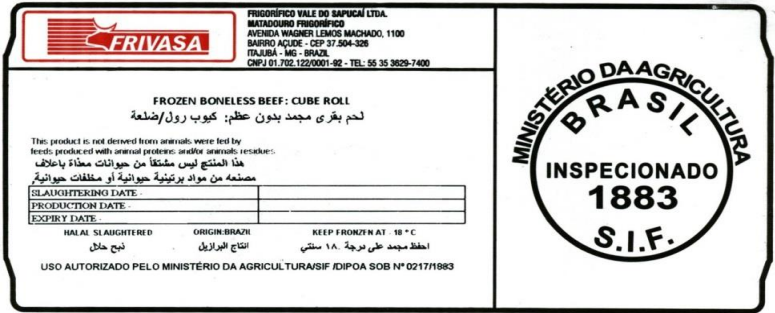 FRIVASA
FRIGORÍFICO VALE DO SAPUCAÍ LTDA.
MATADOURO FRIGORÍFICO
AVENIDA WAGNER LEMOS MACHADO, 1100
BAIRRO AÇUDE - CEP 37.504-326
ITAJUBÁ - MG - BRAZIL
CNPJ 01.702.122/0001-92 - TEL: 55 35 3629-7400
FROZEN BONELESS BEEF: CUBE ROLL
لحم بقرى مجمد بدون عظم: كيوب رول/ضلعة
This product is not derived from animals were fed by
feeds produced with animal proteins and/or animals residues.
هذا المنتج ليس مشتقاً من حيوانات مغذاة باعلاف
مصنعه من مواد برتينية حيوانية أو مخلفات حيوانية.
SLAUGHTERING DATE -
PRODUCTION DATE -
EXPIRY DATE -
HALAL SLAUGHTERED ORIGIN:BRAZIL KEEP FRONZEN AT - 18 ° C
ذبح حلال انتاج البرازيل احفظ مجمد على درجة .١٨ سنتي
USO AUTORIZADO PELO MINISTÉRIO DA AGRICULTURA/SIF /DIPOA SOB Nº 0217/1883
MINISTÉRIO DA AGRICULTURA
BRASIL
INSPECIONADO
1883
S.I.F.